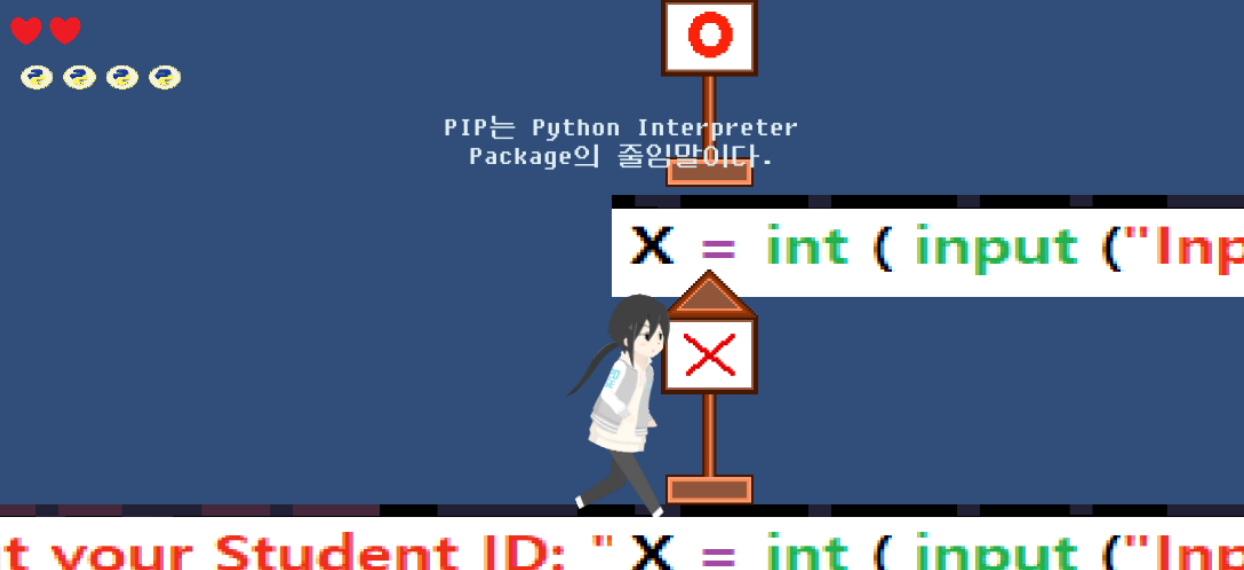 O
PIP는 Python Interpreter
Package의 줄임말이다.
X = int ( input ("Inp
X
t your Student ID: " X = int ( input ("Inp